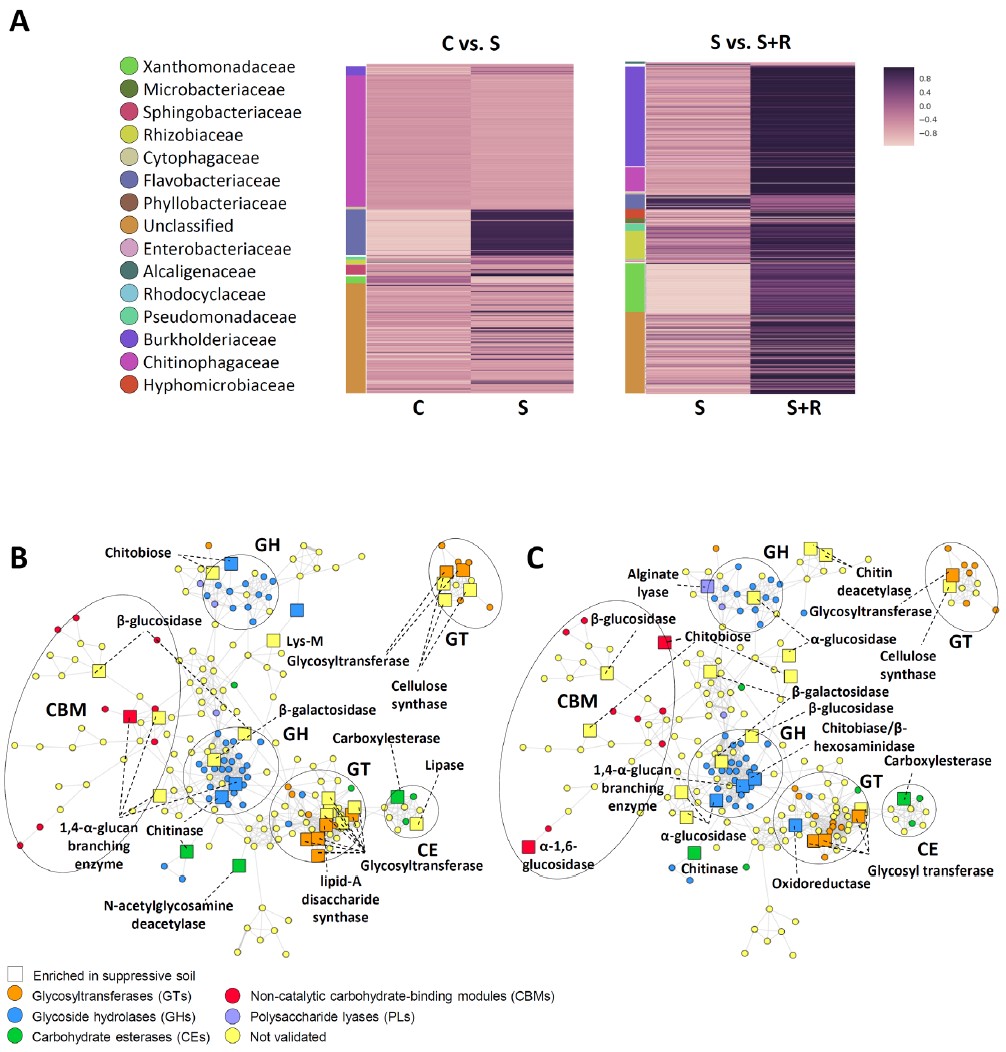 A
C vs. S
S vs. S+R
Xanthomonadaceae
Microbacteriaceae
Sphingobacteriaceae
Rhizobiaceae
Cytophagaceae
Flavobacteriaceae
Phyllobacteriaceae
Unclassified
Enterobacteriaceae
Alcaligenaceae
Rhodocyclaceae
Pseudomonadaceae
Burkholderiaceae
Chitinophagaceae
Hyphomicrobiaceae
0.8
0.4
0.0
−0.4
−0.8
C
S
S
S+R
B
Chitobiose
GH
β-glucosidase
Lys-M
Glycosyltransferase
GT
Cellulose
synthase
CBM
β-galactosidase
GH
Carboxylesterase
Lipase
GT
1,4-α-glucan
branching
enzyme
Chitinase
CE
Glycosyltransferase
lipid-A
disaccharide
synthase
N-acetylglycosamine
deacetylase
C
GH
Alginate
lyase
Chitin
deacetylase
Glycosyltransferase
GT
β-glucosidase
Chitobiose
α-glucosidase
Cellulose
synthase
CBM
β-galactosidase
β-glucosidase
GH
Chitobiase/β-
hexosaminidase
Carboxylesterase
1,4-α-glucan
branching
enzyme
GT
α-glucosidase
α-1,6-
glucosidase
CE
Chitinase
Glycosyl transferase
Oxidoreductase
Enriched in suppressive soil
Glycosyltransferases (GTs)
Glycoside hydrolases (GHs)
Carbohydrate esterases (CEs)
Non-catalytic carbohydrate-binding modules (CBMs)
Polysaccharide lyases (PLs)
Not validated